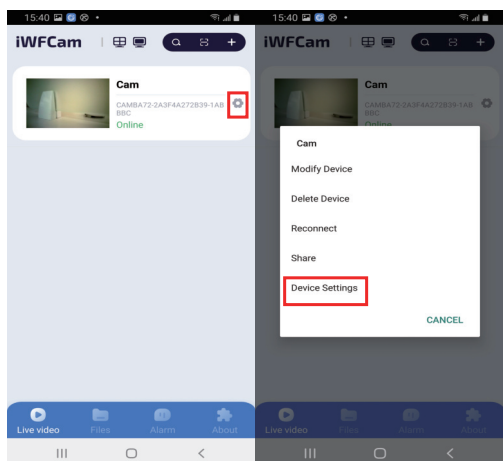 15:40
iWFCam
Cam
CAMBA72-2A3F4A272B39-1AB
BBC
Online
Live video
Files
Alarm
About
15:40
iWFCam
Cam
CAMBA72-2A3F4A272B39-1AB
BBC
Online
Cam
Modify Device
Delete Device
Reconnect
Share
Device Settings
CANCEL
Live video
Files
Alarm
About